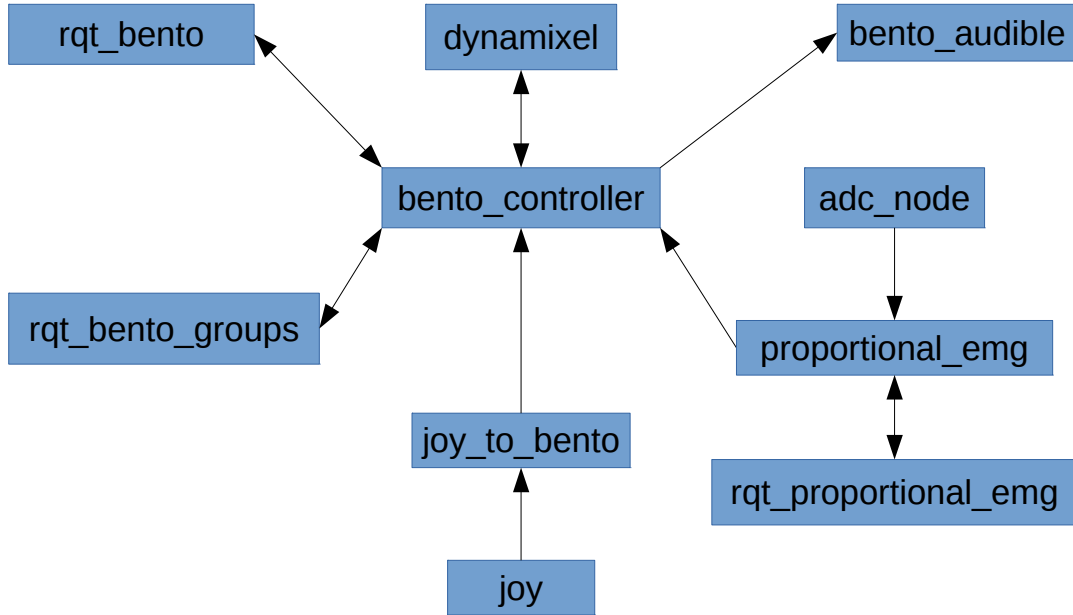 rqt_bento
dynamixel
bento_audible
bento_controller
adc_node
rqt_bento_groups
proportional_emg
joy_to_bento
rqt_proportional_emg
joy